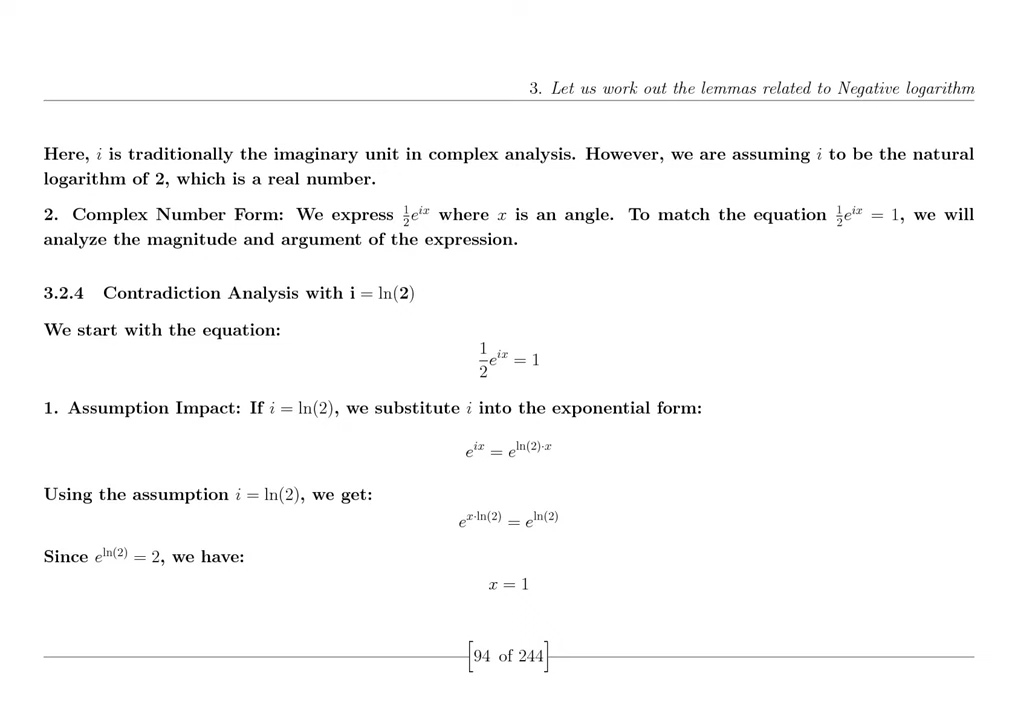 3. Let us work out the lemmas related to Negative logarithm
Here, i is traditionally the imaginary unit in complex analysis. However, we are assuming i to be the natural
logarithm of 2, which is a real number.
2. Complex Number Form: We express \frac{1}{2}e^{ix} where x is an angle. To match the equation \frac{1}{2}e^{ix} = 1, we will
analyze the magnitude and argument of the expression.
3.2.4 Contradiction Analysis with i = ln(2)
We start with the equation:
\frac{1}{2}e^{ix} = 1
1. Assumption Impact: If i = ln(2), we substitute i into the exponential form:
e^{ix} = e^{ln(2)·x}
Using the assumption i = ln(2), we get:
e^{x·ln(2)} = e^{ln(2)}
Since e^{ln(2)} = 2, we have:
x = 1
[94 of 244]